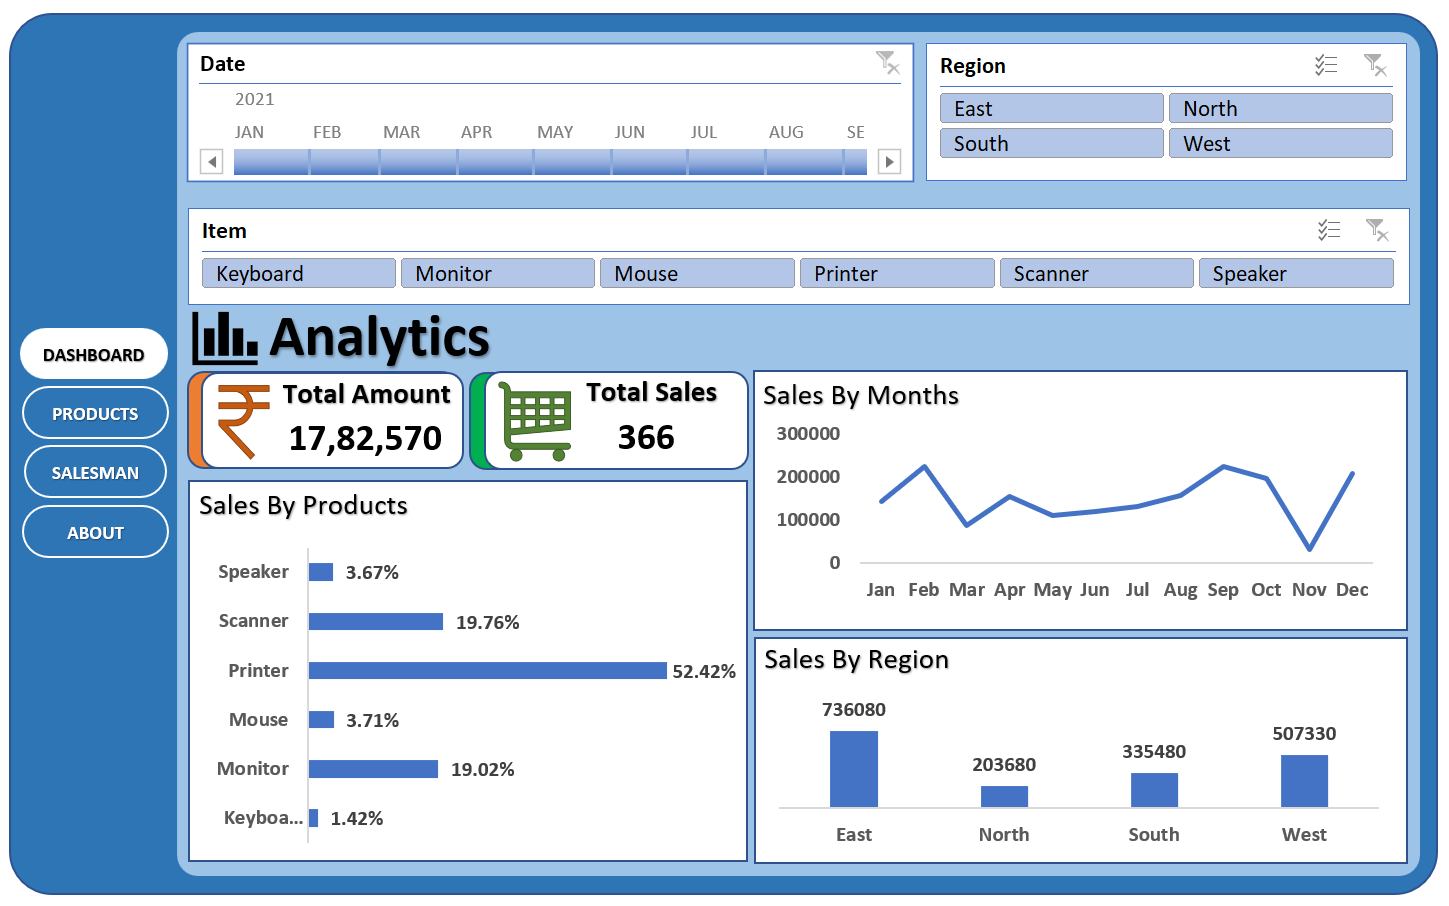 Date
2021
JAN FEB MAR APR MAY JUN JUL AUG SE
Region
East North
South West
Item
Keyboard Monitor Mouse Printer Scanner Speaker
Analytics
DASHBOARD
PRODUCTS
SALESMAN
ABOUT
Total Amount
17,82,570
Total Sales
366
Sales By Products
Speaker 3.67%
Scanner 19.76%
Printer 52.42%
Mouse 3.71%
Monitor 19.02%
Keyboa... 1.42%
Sales By Months
300000
200000
100000
0
Jan Feb Mar Apr May Jun Jul Aug Sep Oct Nov Dec
Sales By Region
736080 203680 335480 507330
East North South West